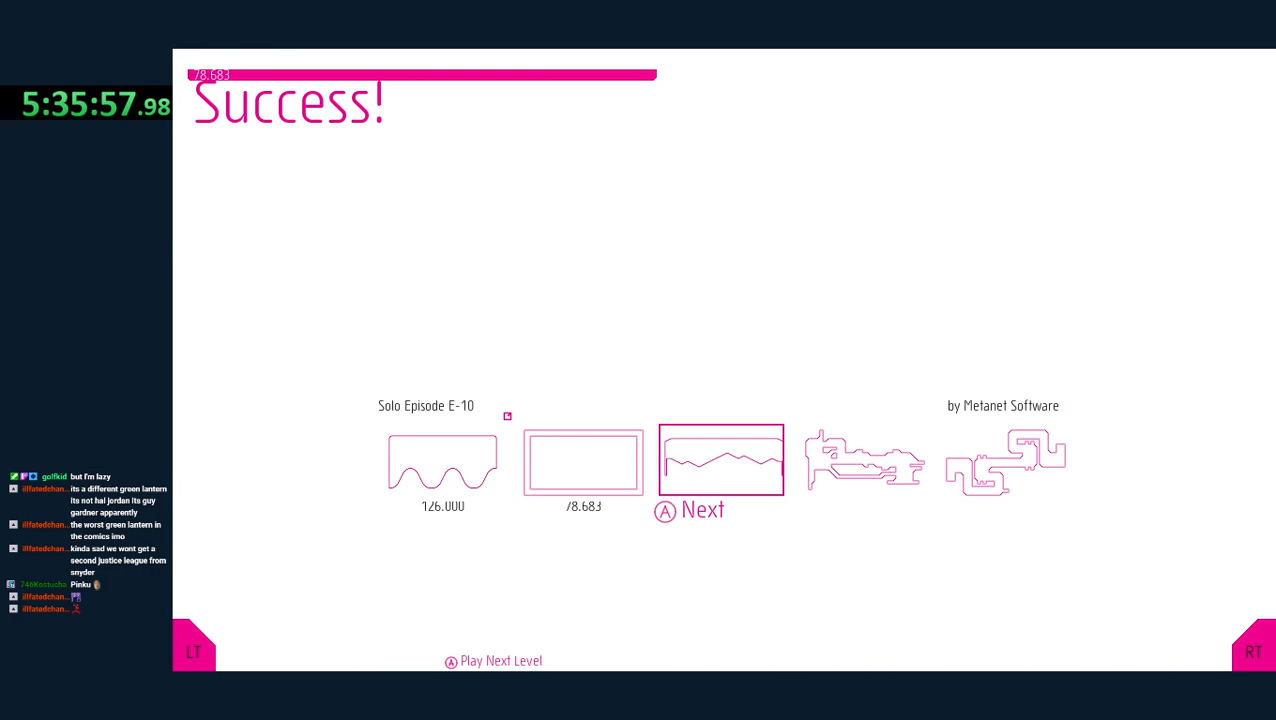 78.683
Success!
5:35:57.98
Solo Episode E-10
by Metanet Software
126.000
78.683
A Next
golfkid but I'm lazy
illfatedchan... its a different green lantern
its not hal jordan its guy
gardner apparently
illfatedchan... the worst green lantern in
the comics imo
illfatedchan... kinda sad we wont get a
second justice league from
snyder
746Kostucha Pinku
illfatedchan...
illfatedchan...
LT
A Play Next Level
RT